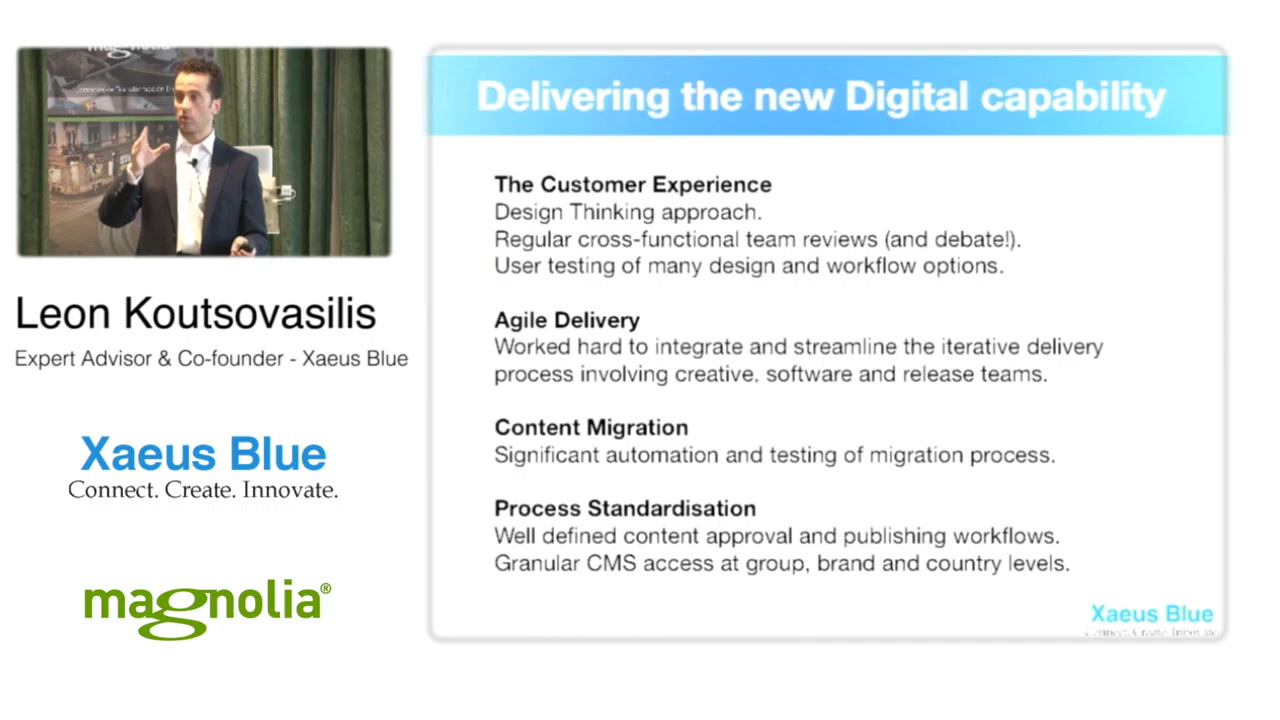 magnolia
Leon Koutsovasilis
Expert Advisor & Co-founder - Xaeus Blue
Xaeus Blue
Connect. Create. Innovate.
magnolia®
Delivering the new Digital capability
The Customer Experience
Design Thinking approach.
Regular cross-functional team reviews (and debate!).
User testing of many design and workflow options.
Agile Delivery
Worked hard to integrate and streamline the iterative delivery
process involving creative, software and release teams.
Content Migration
Significant automation and testing of migration process.
Process Standardisation
Well defined content approval and publishing workflows.
Granular CMS access at group, brand and country levels.
Xaeus Blue
Connect. Create. Innovate.